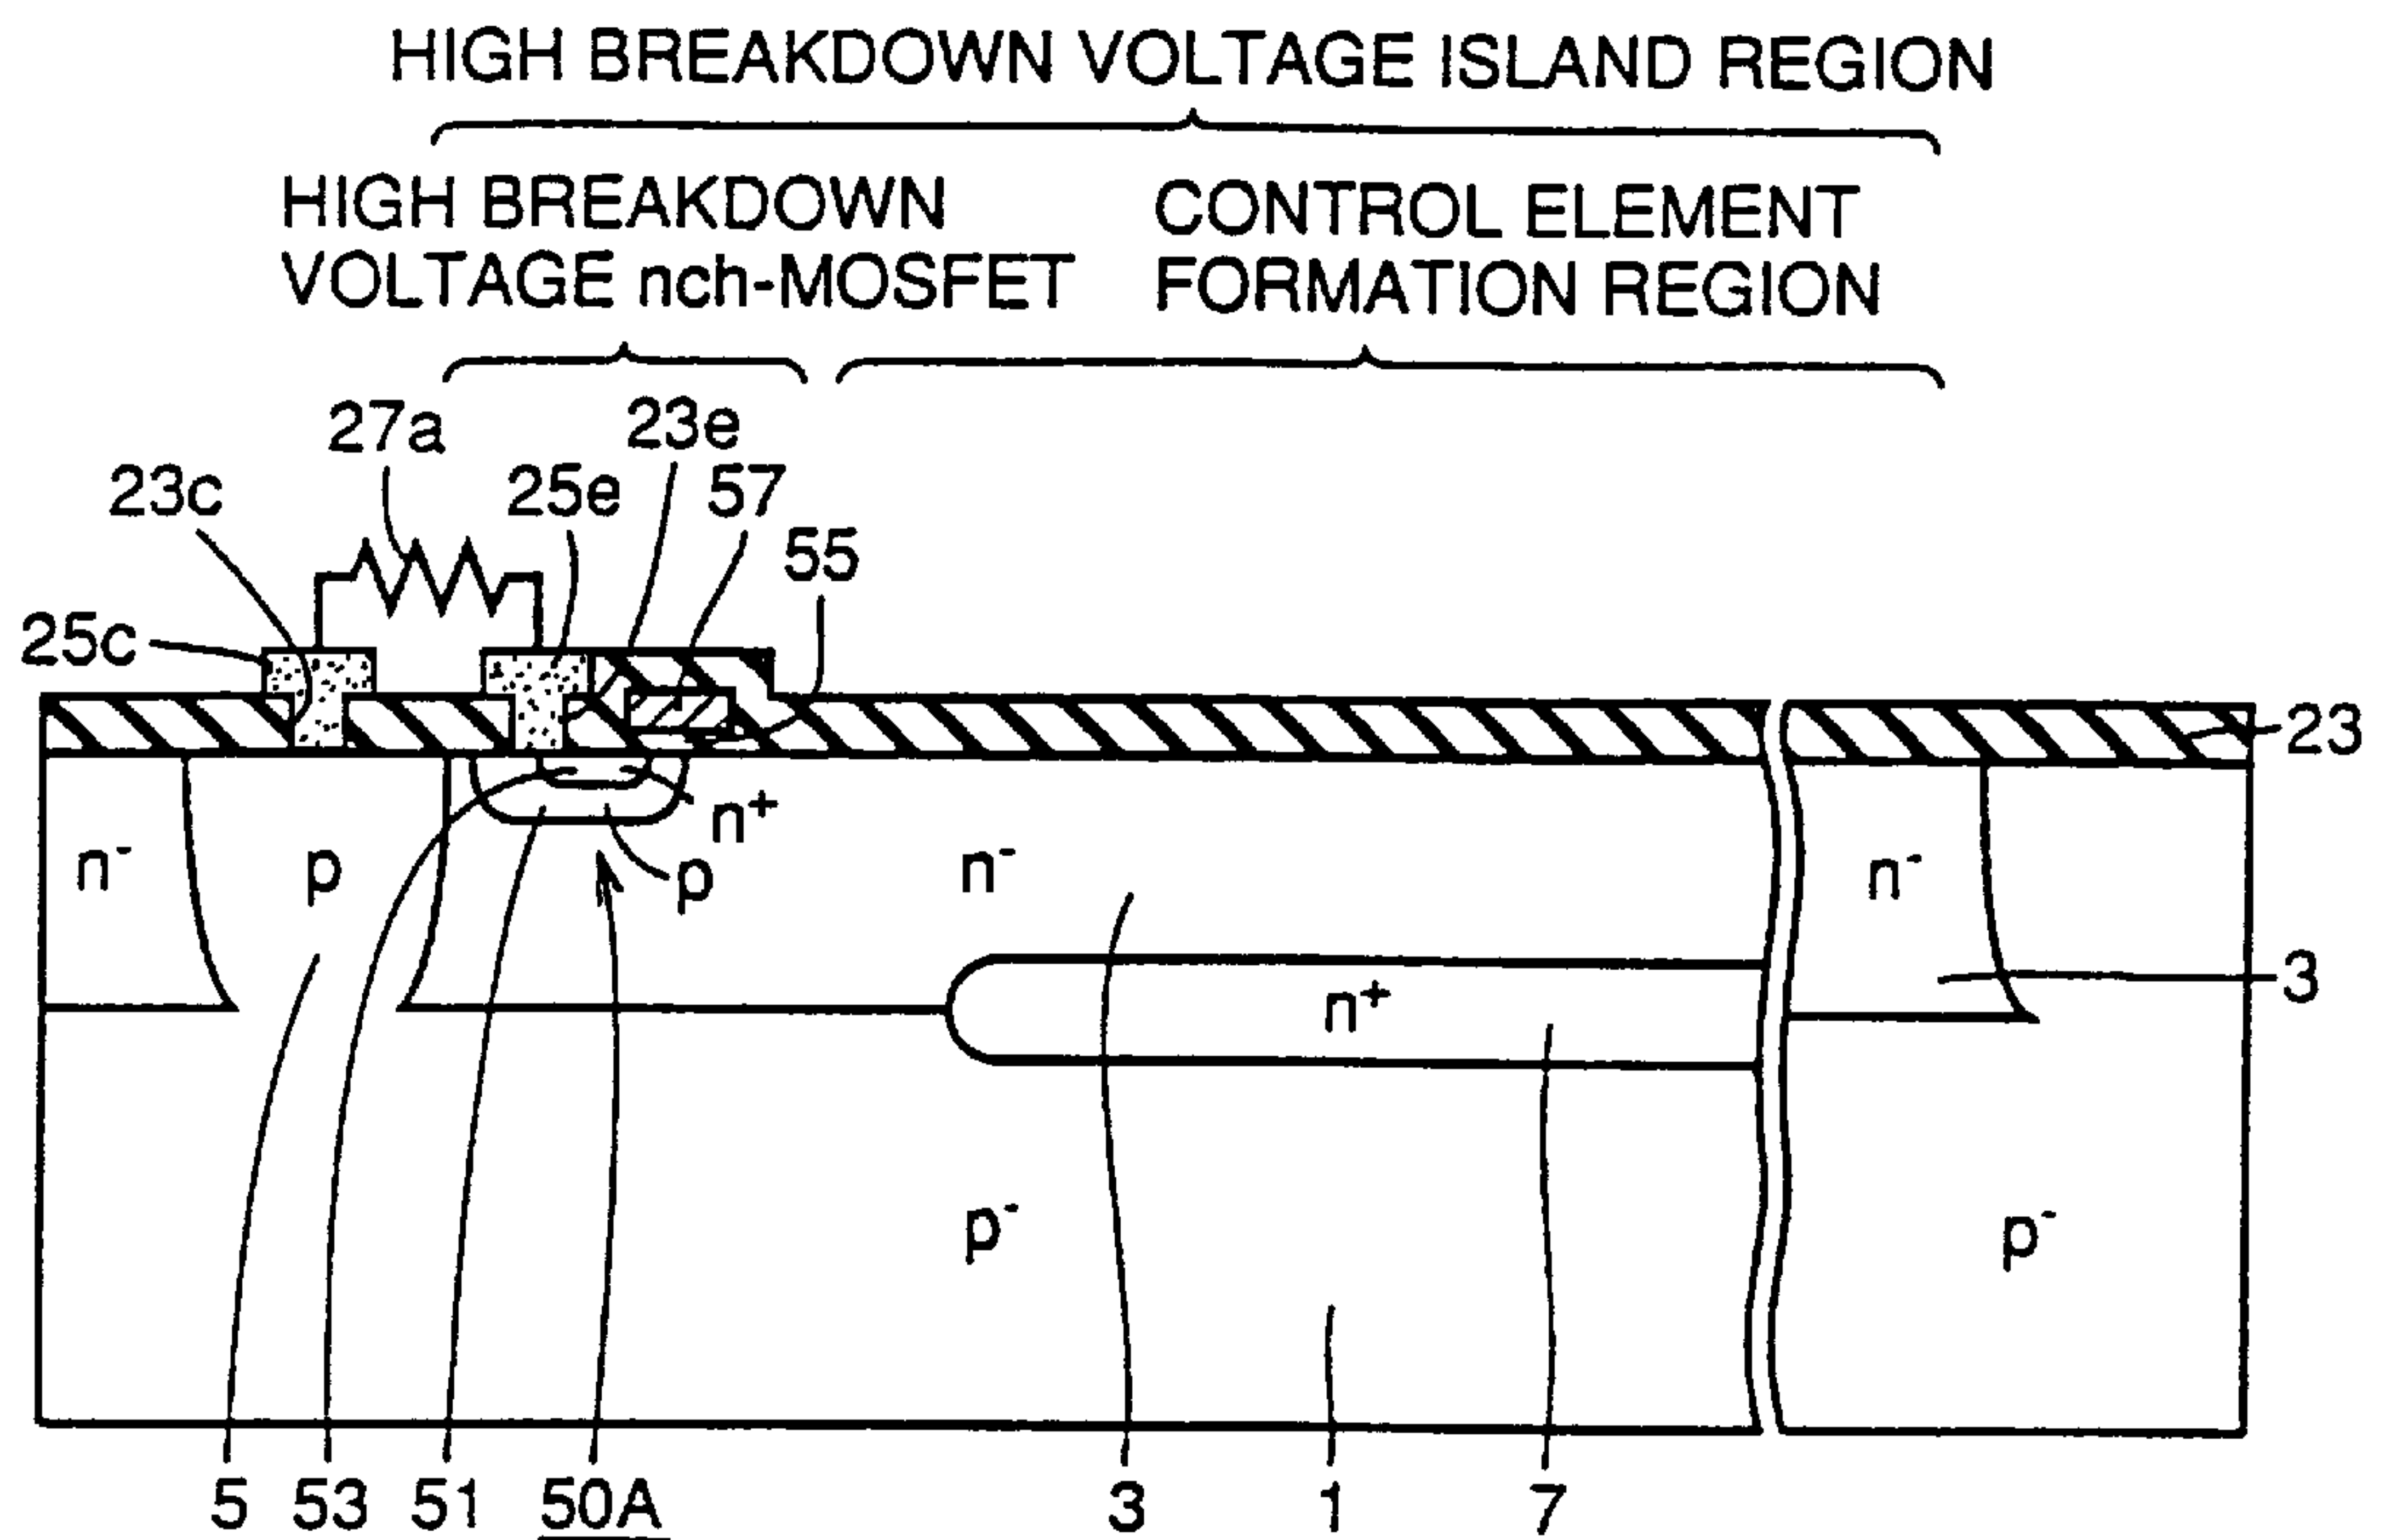 HIGH BREAKDOWN VOLTAGE ISLAND REGION
HIGH BREAKDOWN
VOLTAGE nch-MOSFET
CONTROL ELEMENT
FORMATION REGION
27a
23e
23c
25e
57
55
25c
23
n+
n-
p
p
n-
n-
3
n+
p-
p-
5
53
51
50A
3
1
7